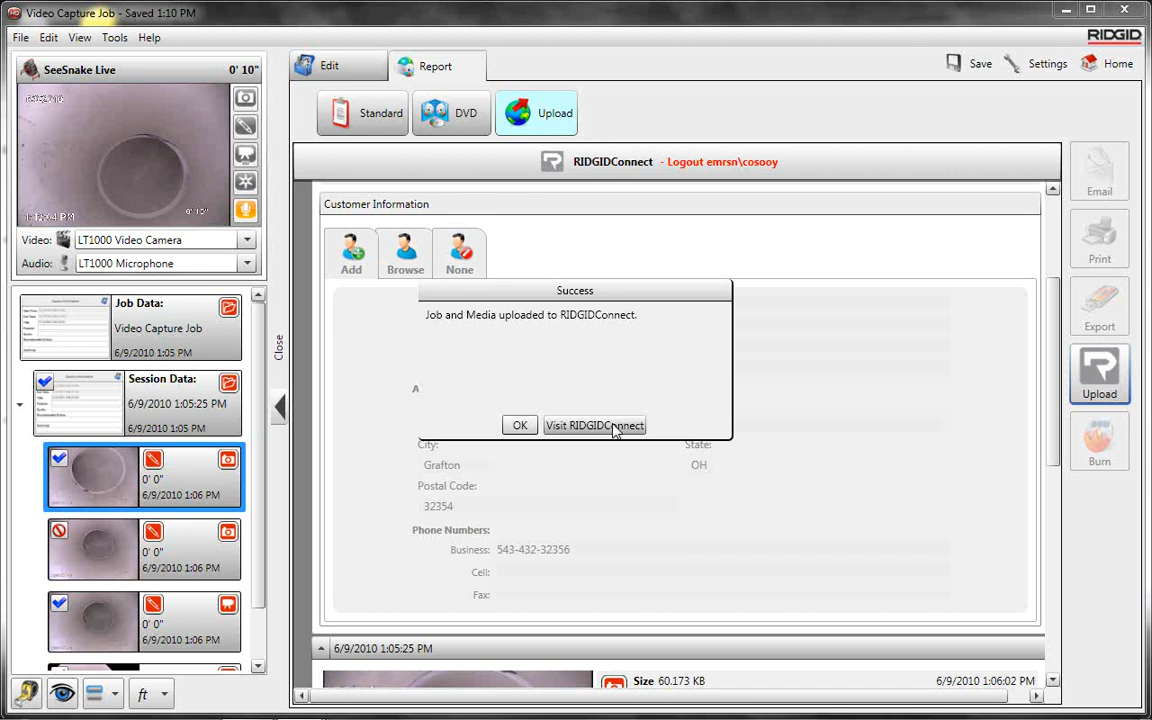 Video Capture Job - Saved 1:10 PM
File Edit View Tools Help
RIDGID
SeeSnake Live 0' 10"
Edit
Report
Save Settings Home
Standard DVD Upload
RIDGIDConnect - Logout emrsn\cosooy
Customer Information
Add Browse None
Email
Print
Export
Upload
Burn
0' 10"
Video: LT1000 Video Camera
Audio: LT1000 Microphone
Job Data:
Video Capture Job
6/9/2010 1:05 PM
Session Data:
6/9/2010 1:05:25 PM
6/9/2010 1:05 PM
0' 0"
6/9/2010 1:06 PM
0' 0"
6/9/2010 1:06 PM
0' 0"
6/9/2010 1:06 PM
Close
Success
Job and Media uploaded to RIDGIDConnect.
A
OK Visit RIDGIDConnect
City: State:
Grafton OH
Postal Code:
32354
Phone Numbers:
Business: 543-432-32356
Cell:
Fax:
6/9/2010 1:05:25 PM
Size 60.173 KB 6/9/2010 1:06:02 PM
ft